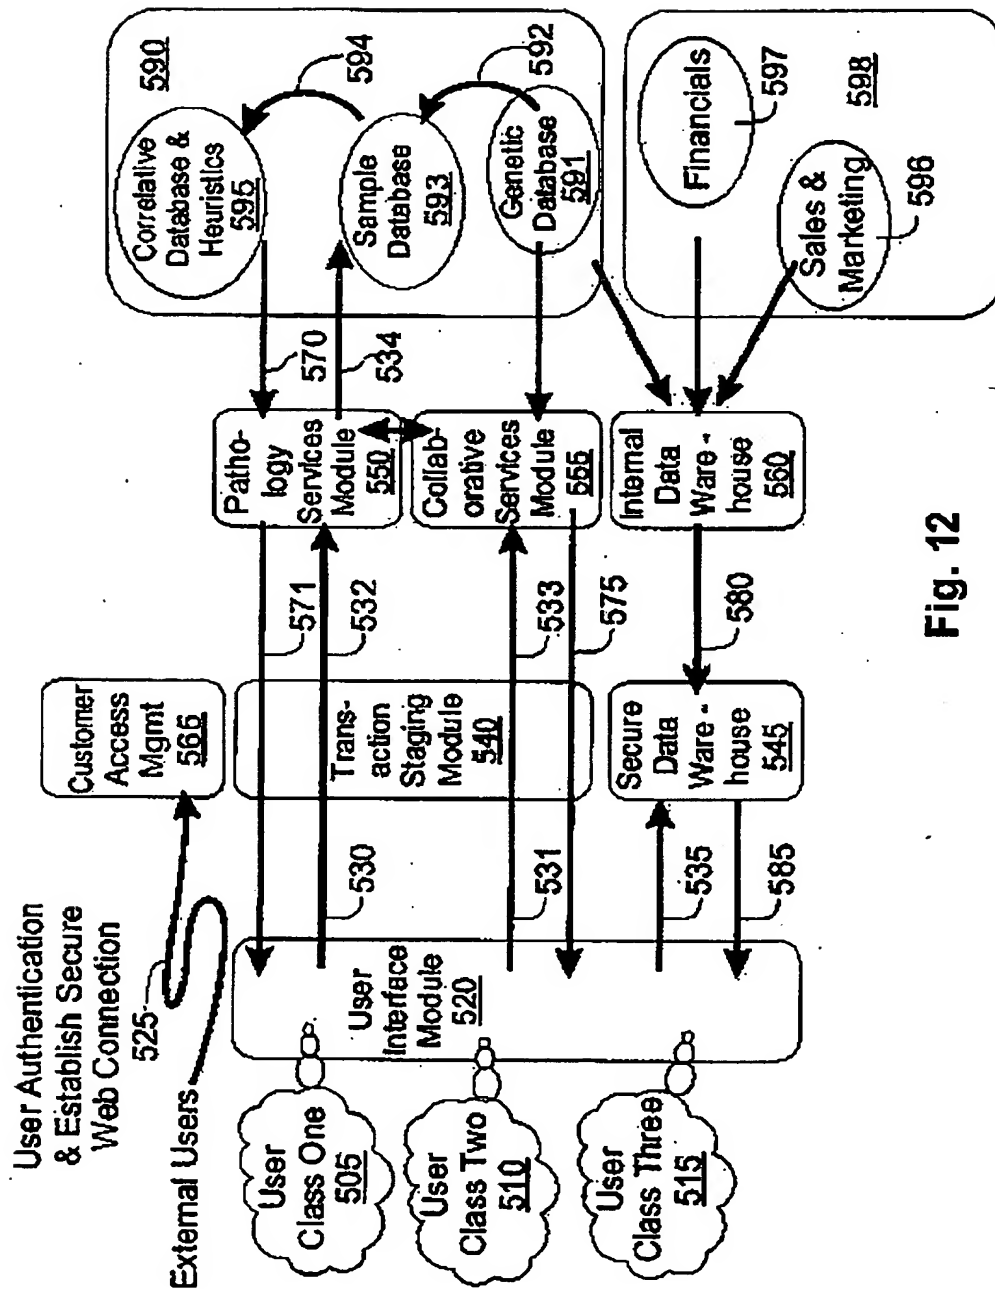 User Authentication
& Establish Secure
Web Connection
525
External Users
User
Class One
505
User
Class Two
510
User
Class Three
515
User
Interface
Module
520
530
531
535
585
Customer
Access
Mgmt
565
Trans-
action
Staging
Module
540
Secure
Data
Ware-
house
545
571
532
533
575
580
Patho-
logy
Services
Module
550
Collab-
orative
Services
Module
555
Internal
Data
Ware-
house
560
570
534
Correlative
Database &
Heuristics
595
Sample
Database
593
Genetic
Database
591
590
594
592
Financials
597
Sales &
Marketing
596
598
Fig. 12